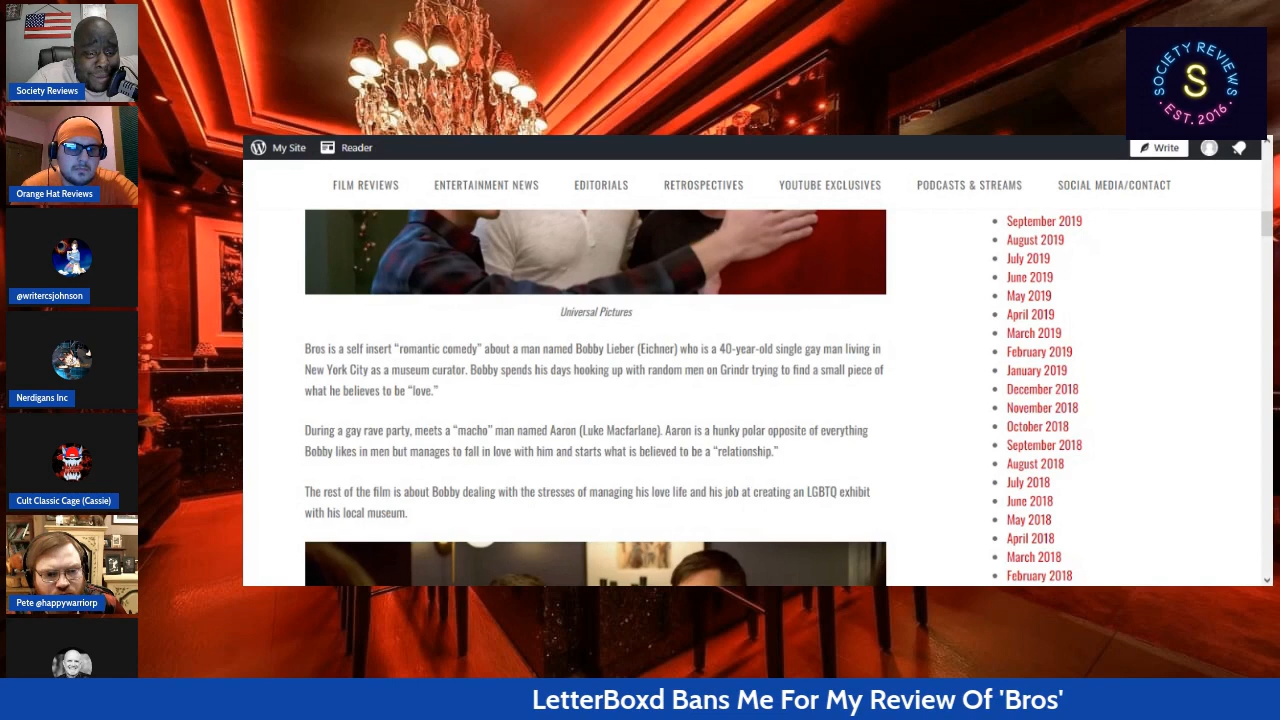 Society Reviews
Orange Hat Reviews
@writercsjohnson
Nerdigans Inc
Cult Classic Cage (Cassie)
Pete @happywarriorp
SOCIETY REVIEWS
S
· EST. 2016 ·
My Site
Reader
Write
FILM REVIEWS
ENTERTAINMENT NEWS
EDITORIALS
RETROSPECTIVES
YOUTUBE EXCLUSIVES
PODCASTS & STREAMS
SOCIAL MEDIA/CONTACT
Universal Pictures
Bros is a self insert “romantic comedy” about a man named Bobby Lieber (Eichner) who is a 40-year-old single gay man living in
New York City as a museum curator. Bobby spends his days hooking up with random men on Grindr trying to find a small piece of
what he believes to be “love.”
During a gay rave party, meets a “macho” man named Aaron (Luke Macfarlane). Aaron is a hunky polar opposite of everything
Bobby likes in men but manages to fall in love with him and starts what is believed to be a “relationship.”
The rest of the film is about Bobby dealing with the stresses of managing his love life and his job at creating an LGBTQ exhibit
with his local museum.
September 2019
August 2019
July 2019
June 2019
May 2019
April 2019
March 2019
February 2019
January 2019
December 2018
November 2018
October 2018
September 2018
August 2018
July 2018
June 2018
May 2018
April 2018
March 2018
February 2018
LetterBoxd Bans Me For My Review Of 'Bros'